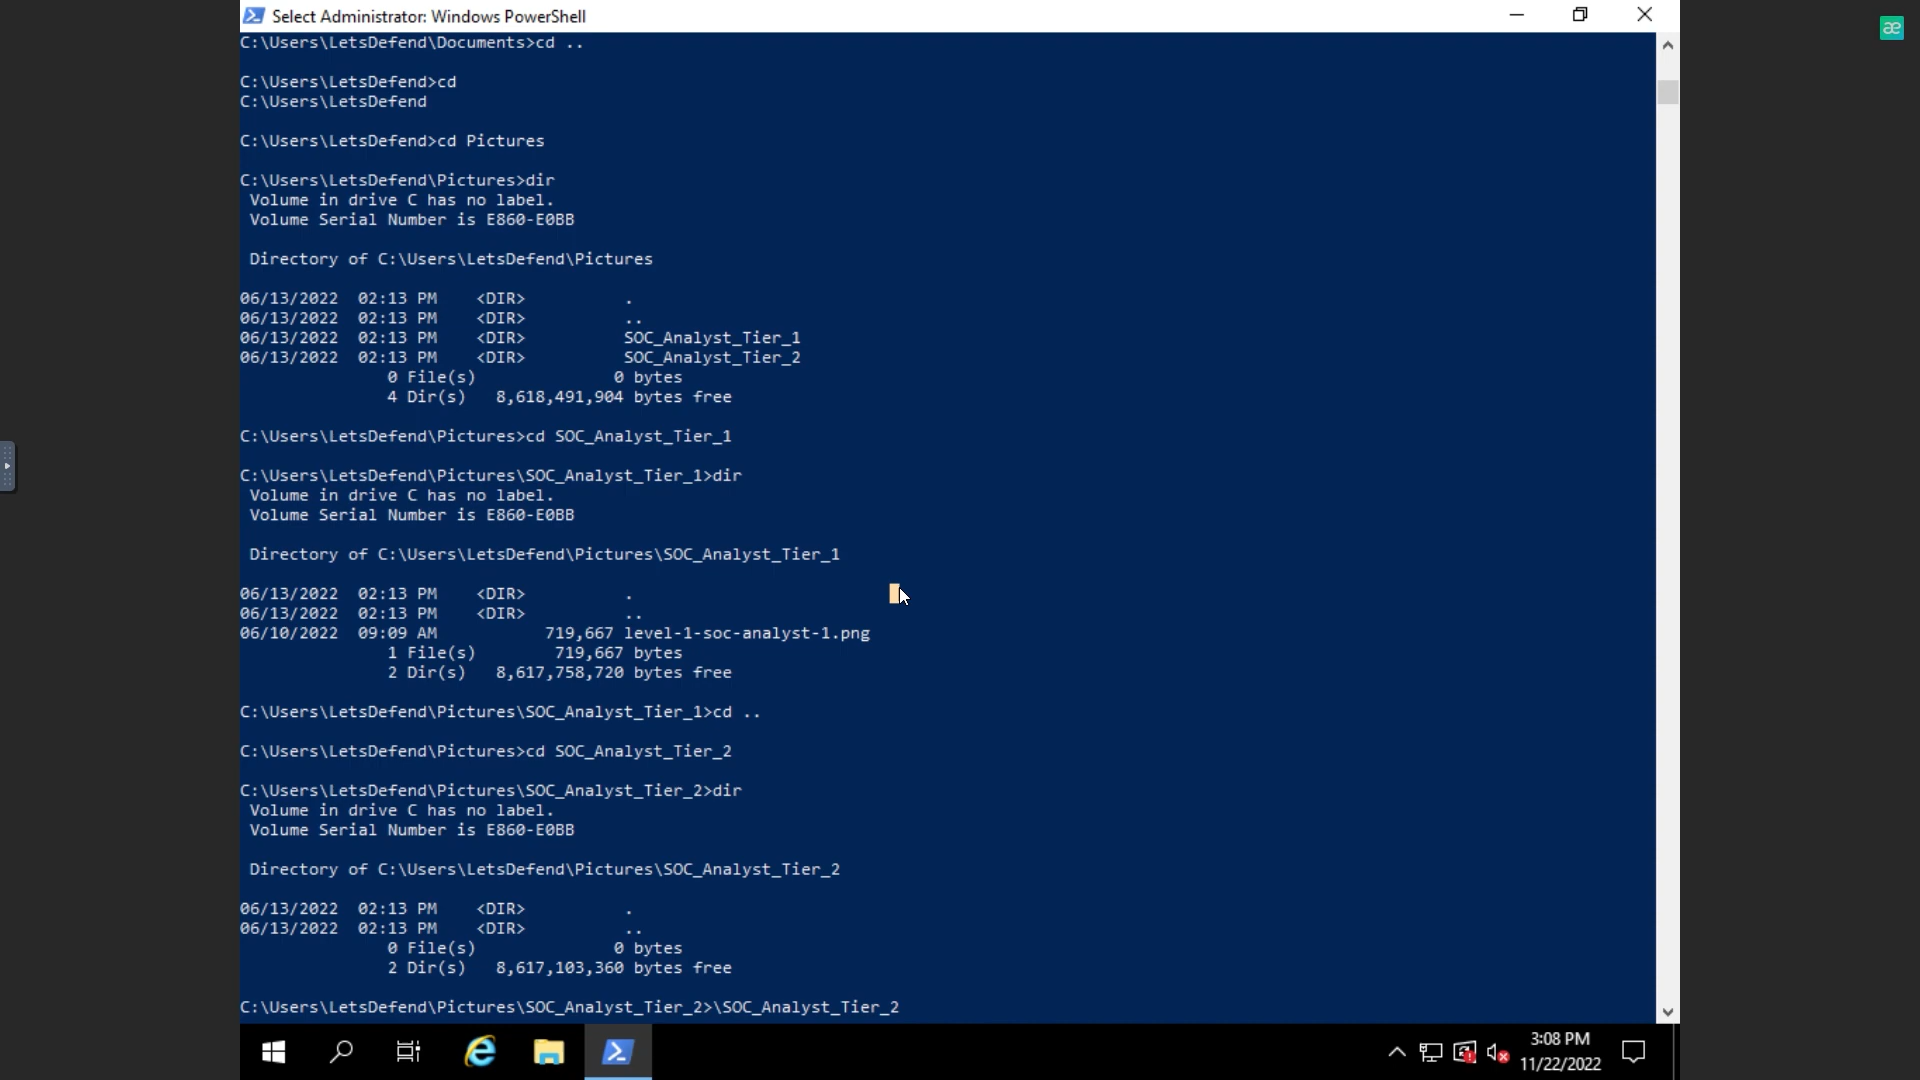 Select Administrator: Windows PowerShell
æ
C:\Users\LetsDefend\Documents>cd ..
C:\Users\LetsDefend>cd
C:\Users\LetsDefend
C:\Users\LetsDefend>cd Pictures
C:\Users\LetsDefend\Pictures>dir
Volume in drive C has no label.
Volume Serial Number is E860-E0BB
Directory of C:\Users\LetsDefend\Pictures
06/13/2022  02:13 PM    <DIR>          .
06/13/2022  02:13 PM    <DIR>          ..
06/13/2022  02:13 PM    <DIR>          SOC_Analyst_Tier_1
06/13/2022  02:13 PM    <DIR>          SOC_Analyst_Tier_2
0 File(s)              0 bytes
4 Dir(s)   8,618,491,904 bytes free
C:\Users\LetsDefend\Pictures>cd SOC_Analyst_Tier_1
C:\Users\LetsDefend\Pictures\SOC_Analyst_Tier_1>dir
Volume in drive C has no label.
Volume Serial Number is E860-E0BB
Directory of C:\Users\LetsDefend\Pictures\SOC_Analyst_Tier_1
06/13/2022  02:13 PM    <DIR>          .
06/13/2022  02:13 PM    <DIR>          ..
06/10/2022  09:09 AM           719,667 level-1-soc-analyst-1.png
1 File(s)        719,667 bytes
2 Dir(s)   8,617,758,720 bytes free
C:\Users\LetsDefend\Pictures\SOC_Analyst_Tier_1>cd ..
C:\Users\LetsDefend\Pictures>cd SOC_Analyst_Tier_2
C:\Users\LetsDefend\Pictures\SOC_Analyst_Tier_2>dir
Volume in drive C has no label.
Volume Serial Number is E860-E0BB
Directory of C:\Users\LetsDefend\Pictures\SOC_Analyst_Tier_2
06/13/2022  02:13 PM    <DIR>          .
06/13/2022  02:13 PM    <DIR>          ..
0 File(s)              0 bytes
2 Dir(s)   8,617,103,360 bytes free
C:\Users\LetsDefend\Pictures\SOC_Analyst_Tier_2>\SOC_Analyst_Tier_2
3:08 PM
11/22/2022